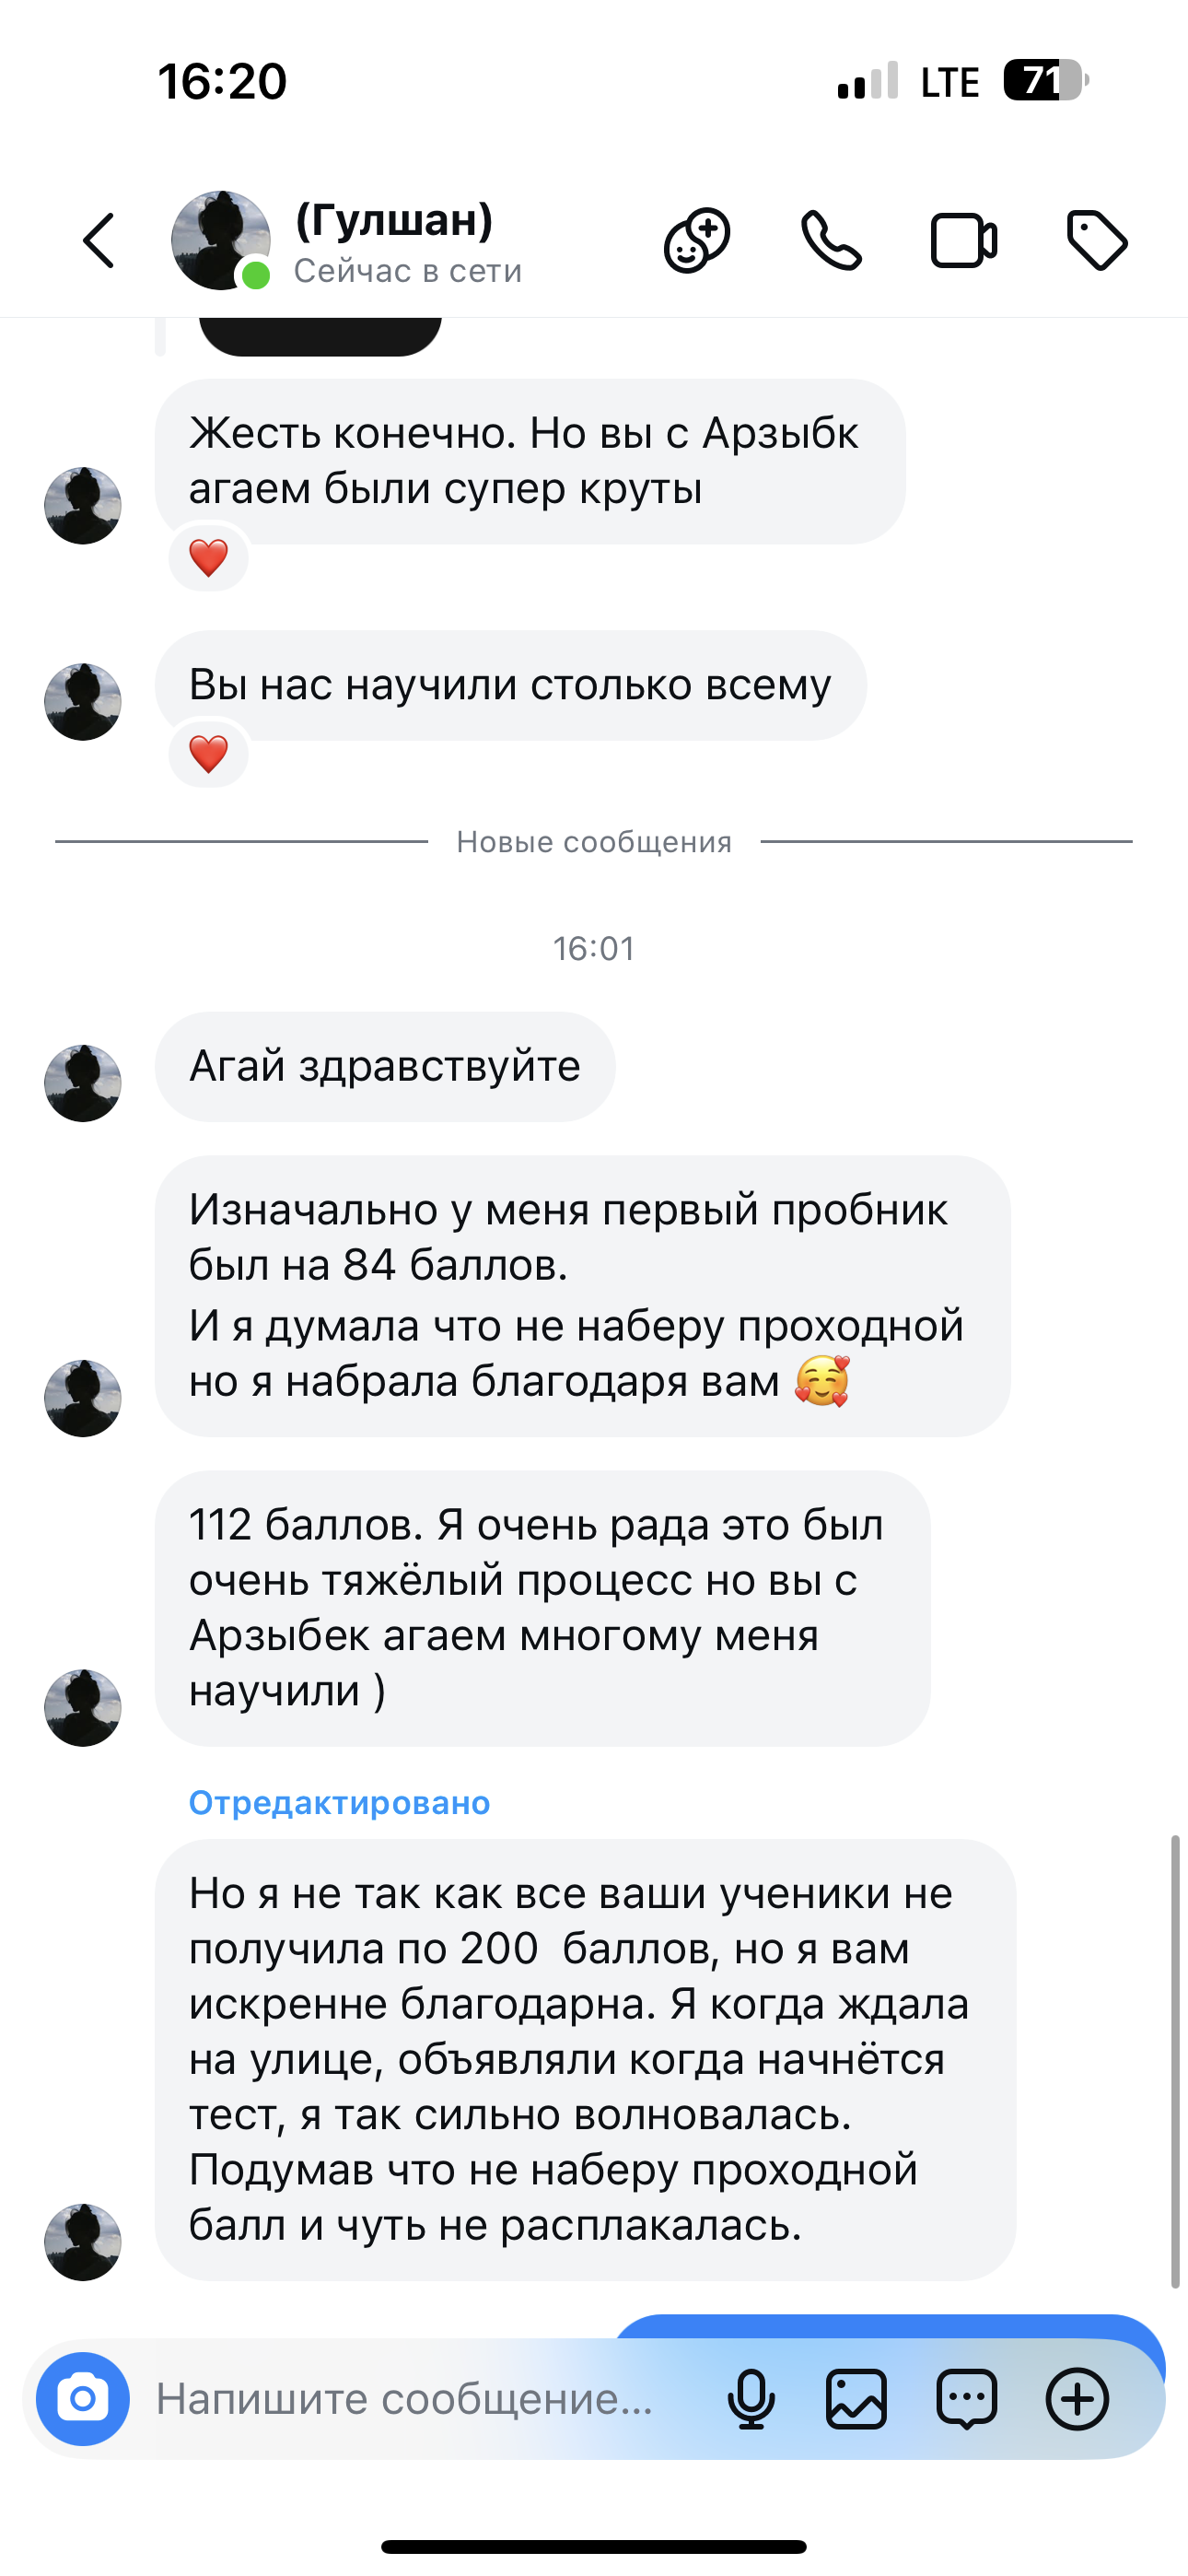 16:20
LTE
71
(Гулшан)
Сейчас в сети
Жесть конечно. Но вы с Арзыбк
агаем были супер круты
Вы нас научили столько всему
Новые сообщения
16:01
Агай здравствуйте
Изначально у меня первый пробник
был на 84 баллов.
И я думала что не наберу проходной
но я набрала благодаря вам 🥰
112 баллов. Я очень рада это был
очень тяжёлый процесс но вы с
Арзыбек агаем многому меня
научили )
Отредактировано
Но я не так как все ваши ученики не
получила по 200  баллов, но я вам
искренне благодарна. Я когда ждала
на улице, объявляли когда начнётся
тест, я так сильно волновалась.
Подумав что не наберу проходной
балл и чуть не расплакалась.
Напишите сообщение...